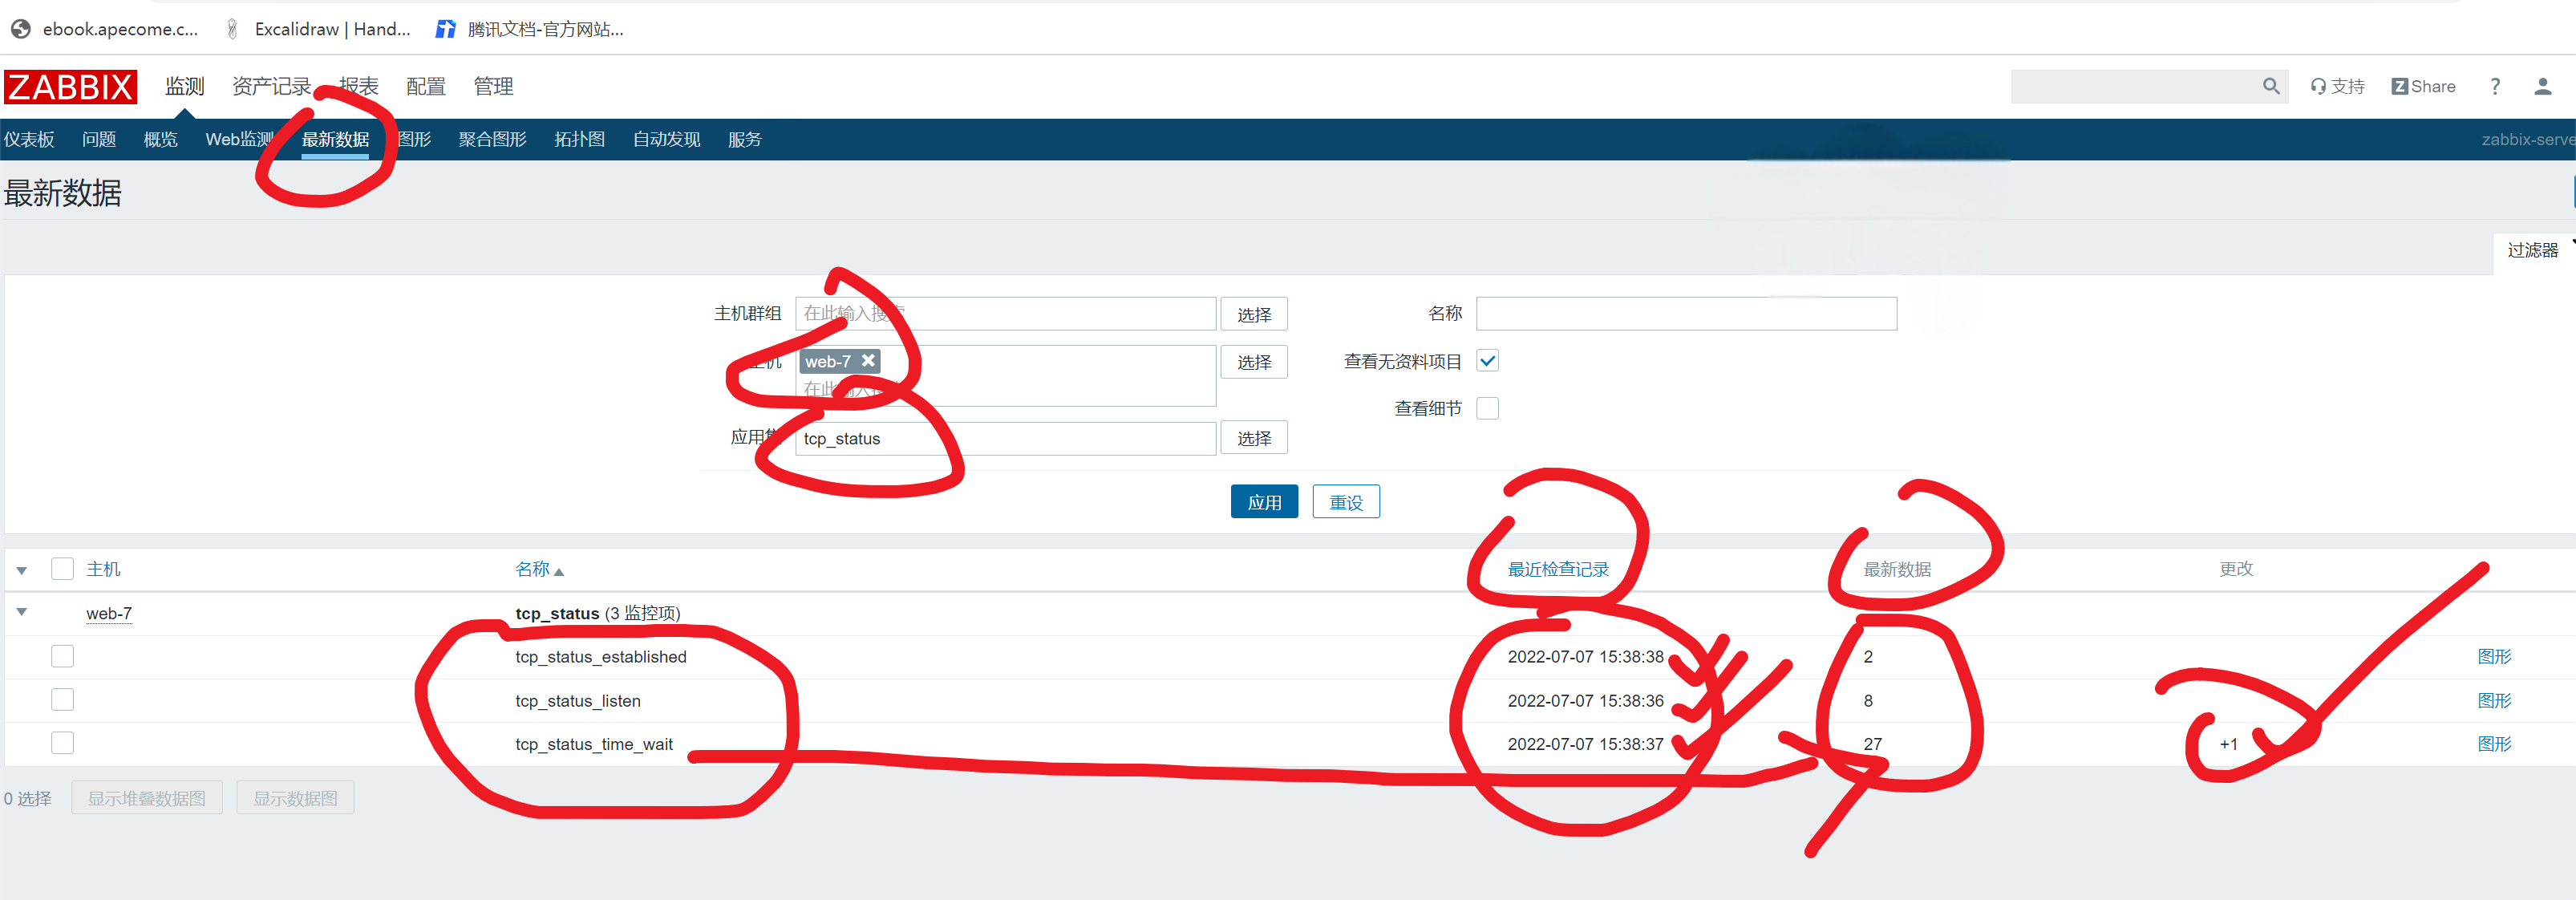 ebook.apecome.c... Excalidraw | Hand... 腾讯文档-官方网站...
ZABBIX 监测 资产记录 报表 配置 管理 支持 Z Share ?
仪表板 问题 概览 Web监测 最新数据 图形 聚合图形 拓扑图 自动发现 服务 zabbix-serve
最新数据
过滤器
主机群组 在此输入搜索 选择 名称
主机 web-7 选择 查看无资料项目
在此输入搜索
查看细节
应用集 tcp_status 选择
应用 重设
主机 名称 最近检查记录 最新数据 更改
web-7 tcp_status (3 监控项)
tcp_status_established 2022-07-07 15:38:38 2 图形
tcp_status_listen 2022-07-07 15:38:36 8 图形
tcp_status_time_wait 2022-07-07 15:38:37 27 +1 图形
0 选择 显示堆叠数据图 显示数据图